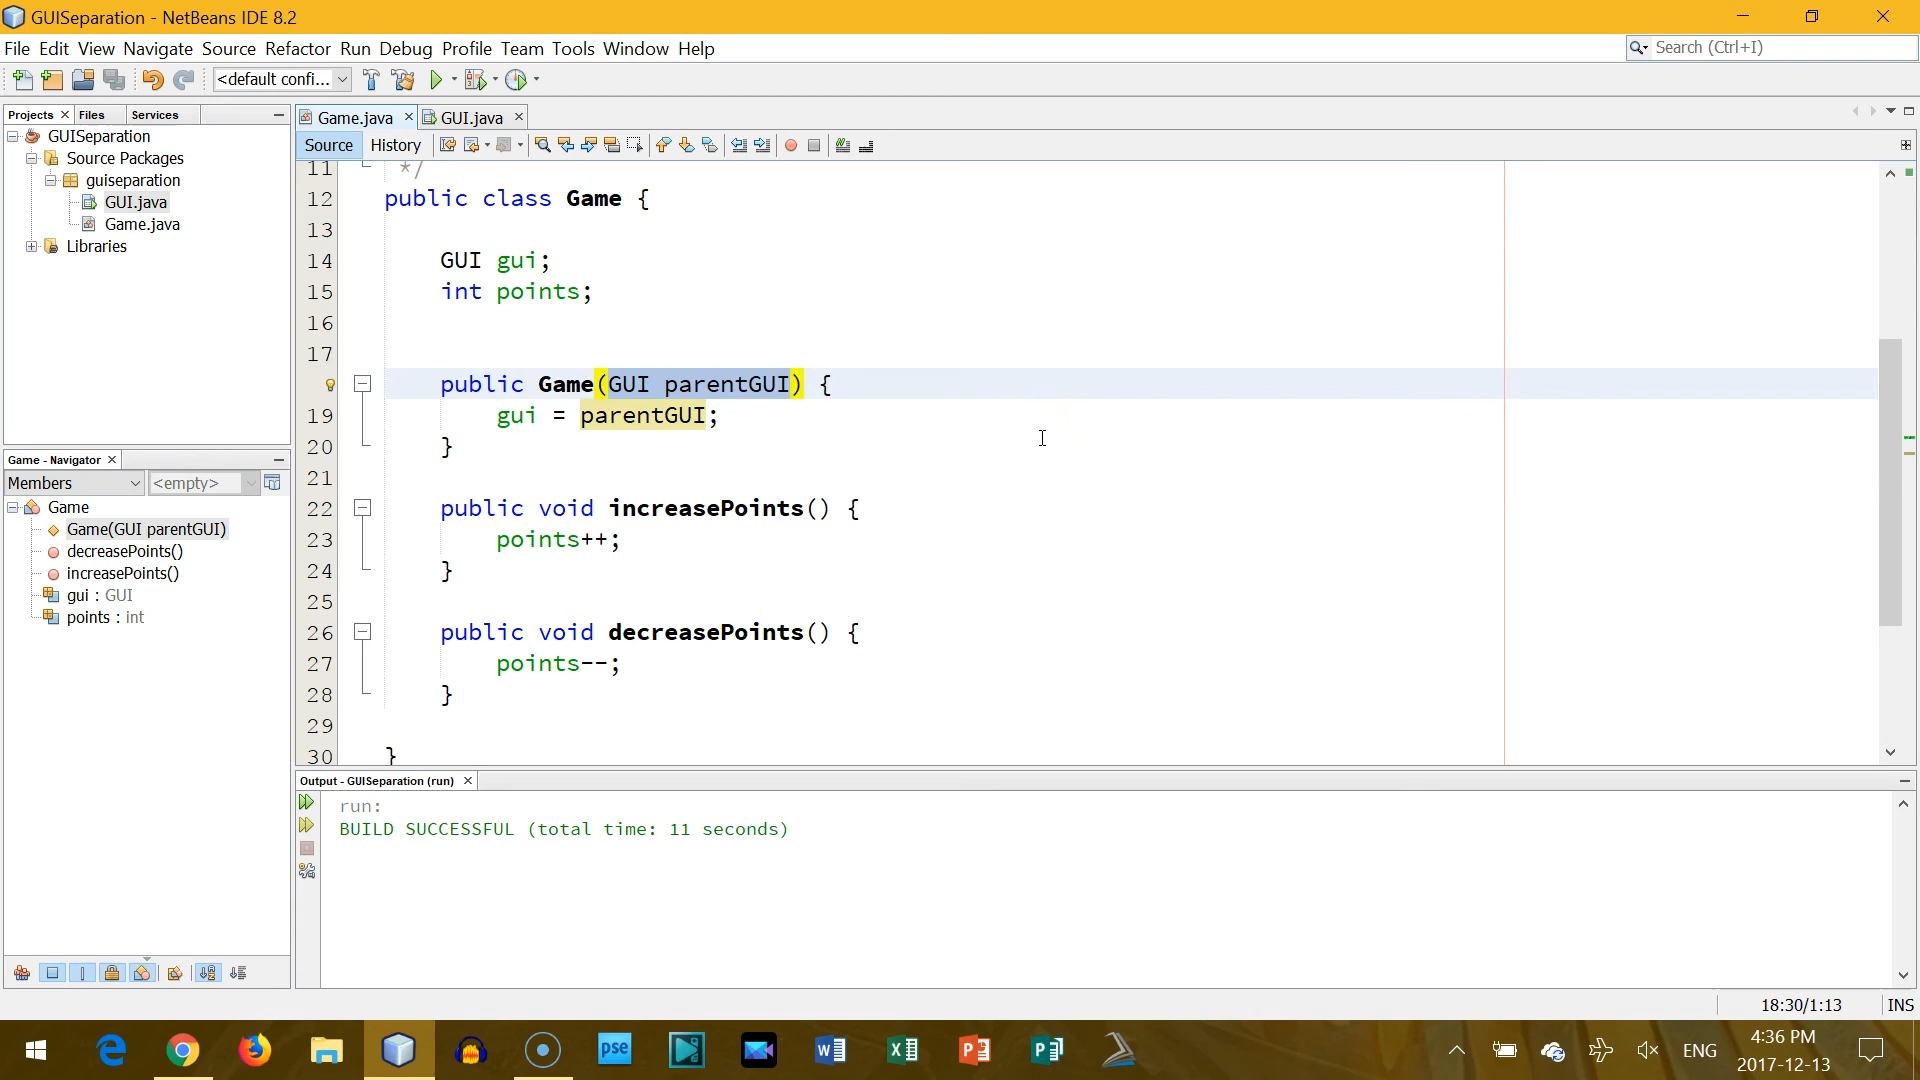 GUISeparation - NetBeans IDE 8.2
File Edit View Navigate Source Refactor Run Debug Profile Team Tools Window Help
Search (Ctrl+I)
<default confi...
Projects Files Services
GUISeparation
Source Packages
guiseparation
GUI.java
Game.java
Libraries
Game - Navigator
Members <empty>
Game
Game(GUI parentGUI)
decreasePoints()
increasePoints()
gui : GUI
points : int
Game.java GUI.java
Source History
11 */
12 public class Game {
13
14 GUI gui;
15 int points;
16
17
public Game(GUI parentGUI) {
19 gui = parentGUI;
20 }
21
22 public void increasePoints() {
23 points++;
24 }
25
26 public void decreasePoints() {
27 points--;
28 }
29
30 }
Output - GUISeparation (run)
run:
BUILD SUCCESSFUL (total time: 11 seconds)
18:30/1:13 INS
pse
ENG
4:36 PM
2017-12-13